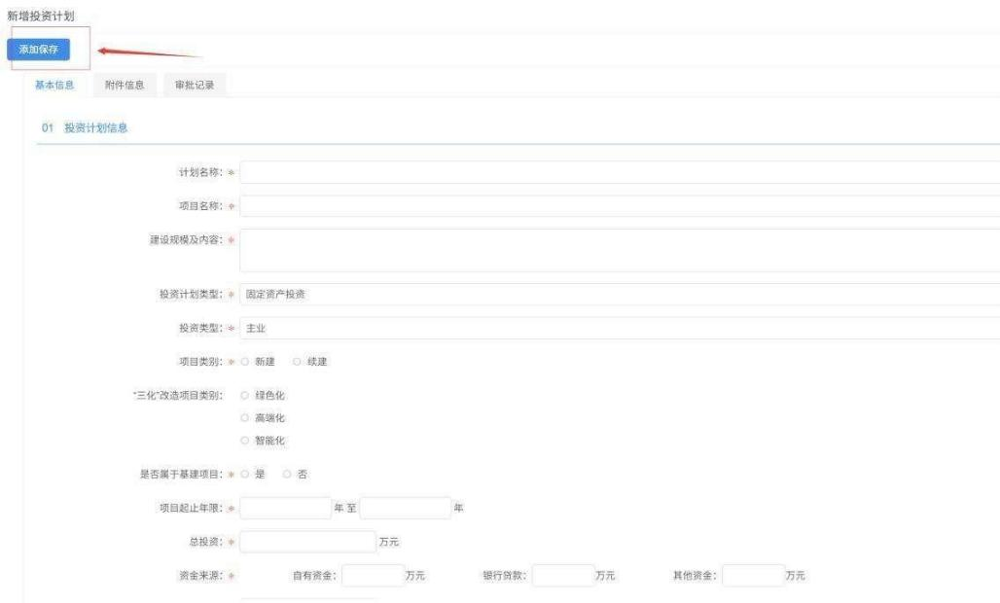 新增投资计划
添加保存
基本信息 附件信息 审批记录
01 投资计划信息
计划名称：*
项目名称：*
建设规模及内容：*
投资计划类型：* 固定资产投资
投资类型：* 主业
项目类别：* 新建 续建
“三化”改造项目类别： 绿色化
高端化
智能化
是否属于基建项目：* 是 否
项目起止年限：* 年 至 年
总投资：* 万元
资金来源：* 自有资金： 万元 银行贷款： 万元 其他资金： 万元